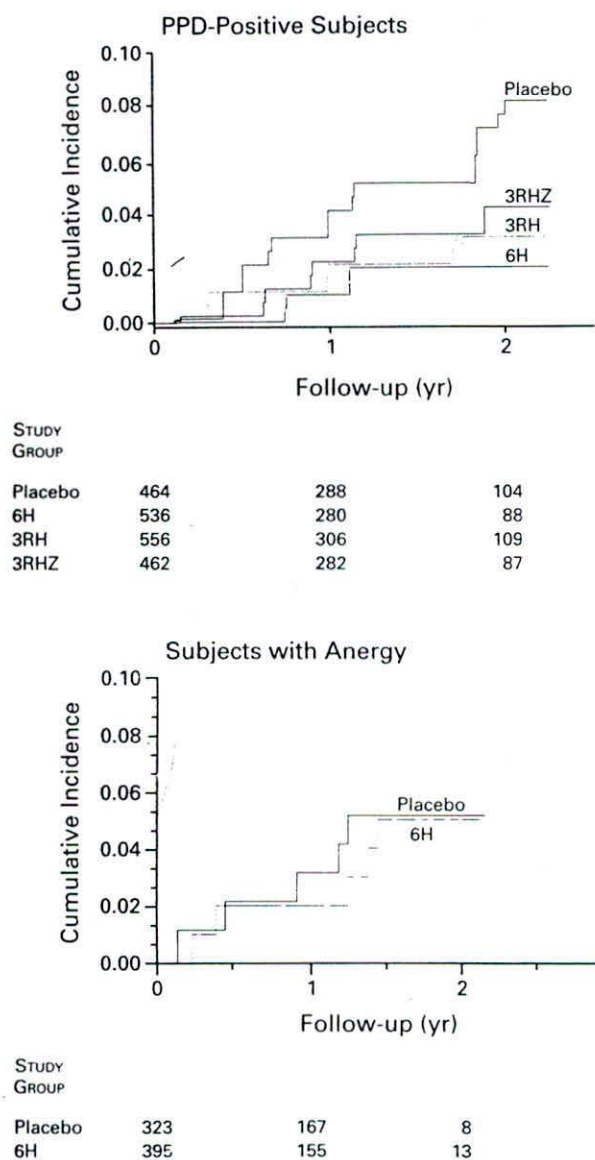 PPD-Positive Subjects
Cumulative Incidence
0.10
0.08
0.06
0.04
0.02
0.00
Placebo
3RHZ
3RH
6H
0 1 2
Follow-up (yr)
STUDY
GROUP
Placebo 464 288 104
6H 536 280 88
3RH 556 306 109
3RHZ 462 282 87
Subjects with Anergy
Cumulative Incidence
0.10
0.08
0.06
0.04
0.02
0.00
Placebo
6H
0 1 2
Follow-up (yr)
STUDY
GROUP
Placebo 323 167 8
6H 395 155 13